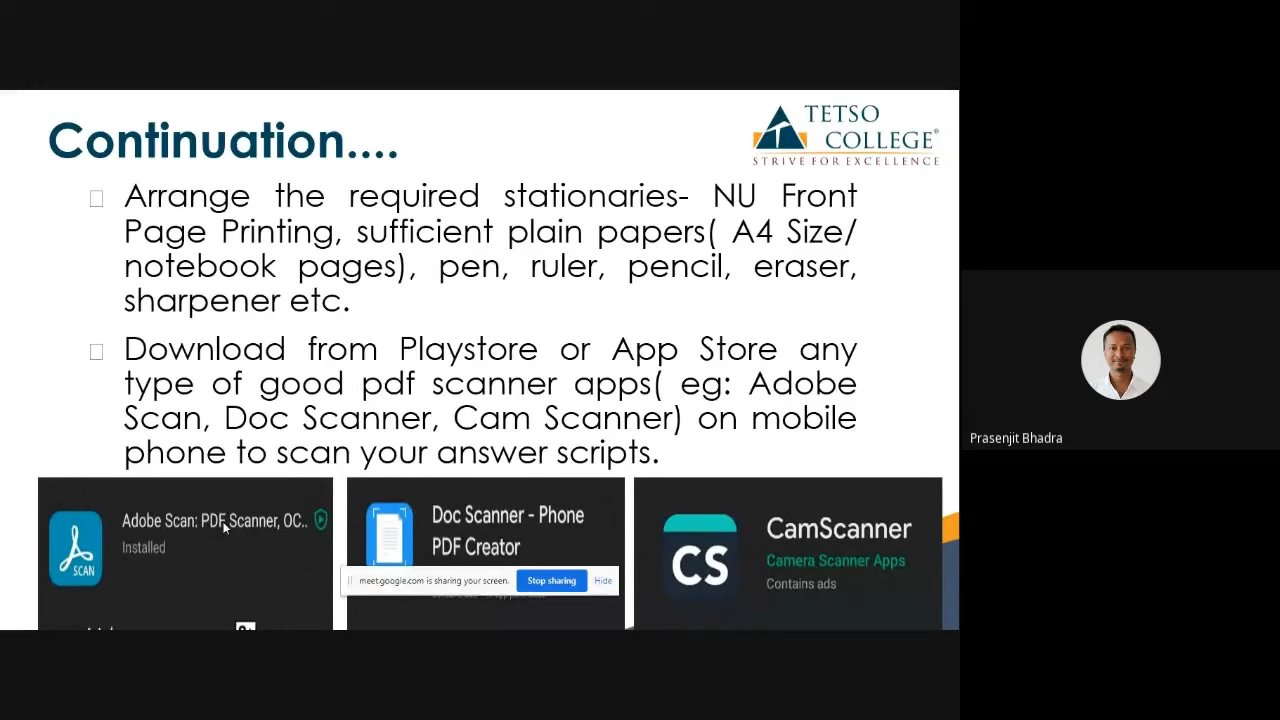 Continuation....
TETSO
COLLEGE®
STRIVE FOR EXCELLENCE
Arrange the required stationaries- NU Front
Page Printing, sufficient plain papers( A4 Size/
notebook pages), pen, ruler, pencil, eraser,
sharpener etc.
Download from Playstore or App Store any
type of good pdf scanner apps( eg: Adobe
Scan, Doc Scanner, Cam Scanner) on mobile
phone to scan your answer scripts.
SCAN
Adobe Scan: PDF Scanner, OC..
Installed
Doc Scanner - Phone
PDF Creator
meet.google.com is sharing your screen.
Stop sharing
Hide
CS
CamScanner
Camera Scanner Apps
Contains ads
Prasenjit Bhadra